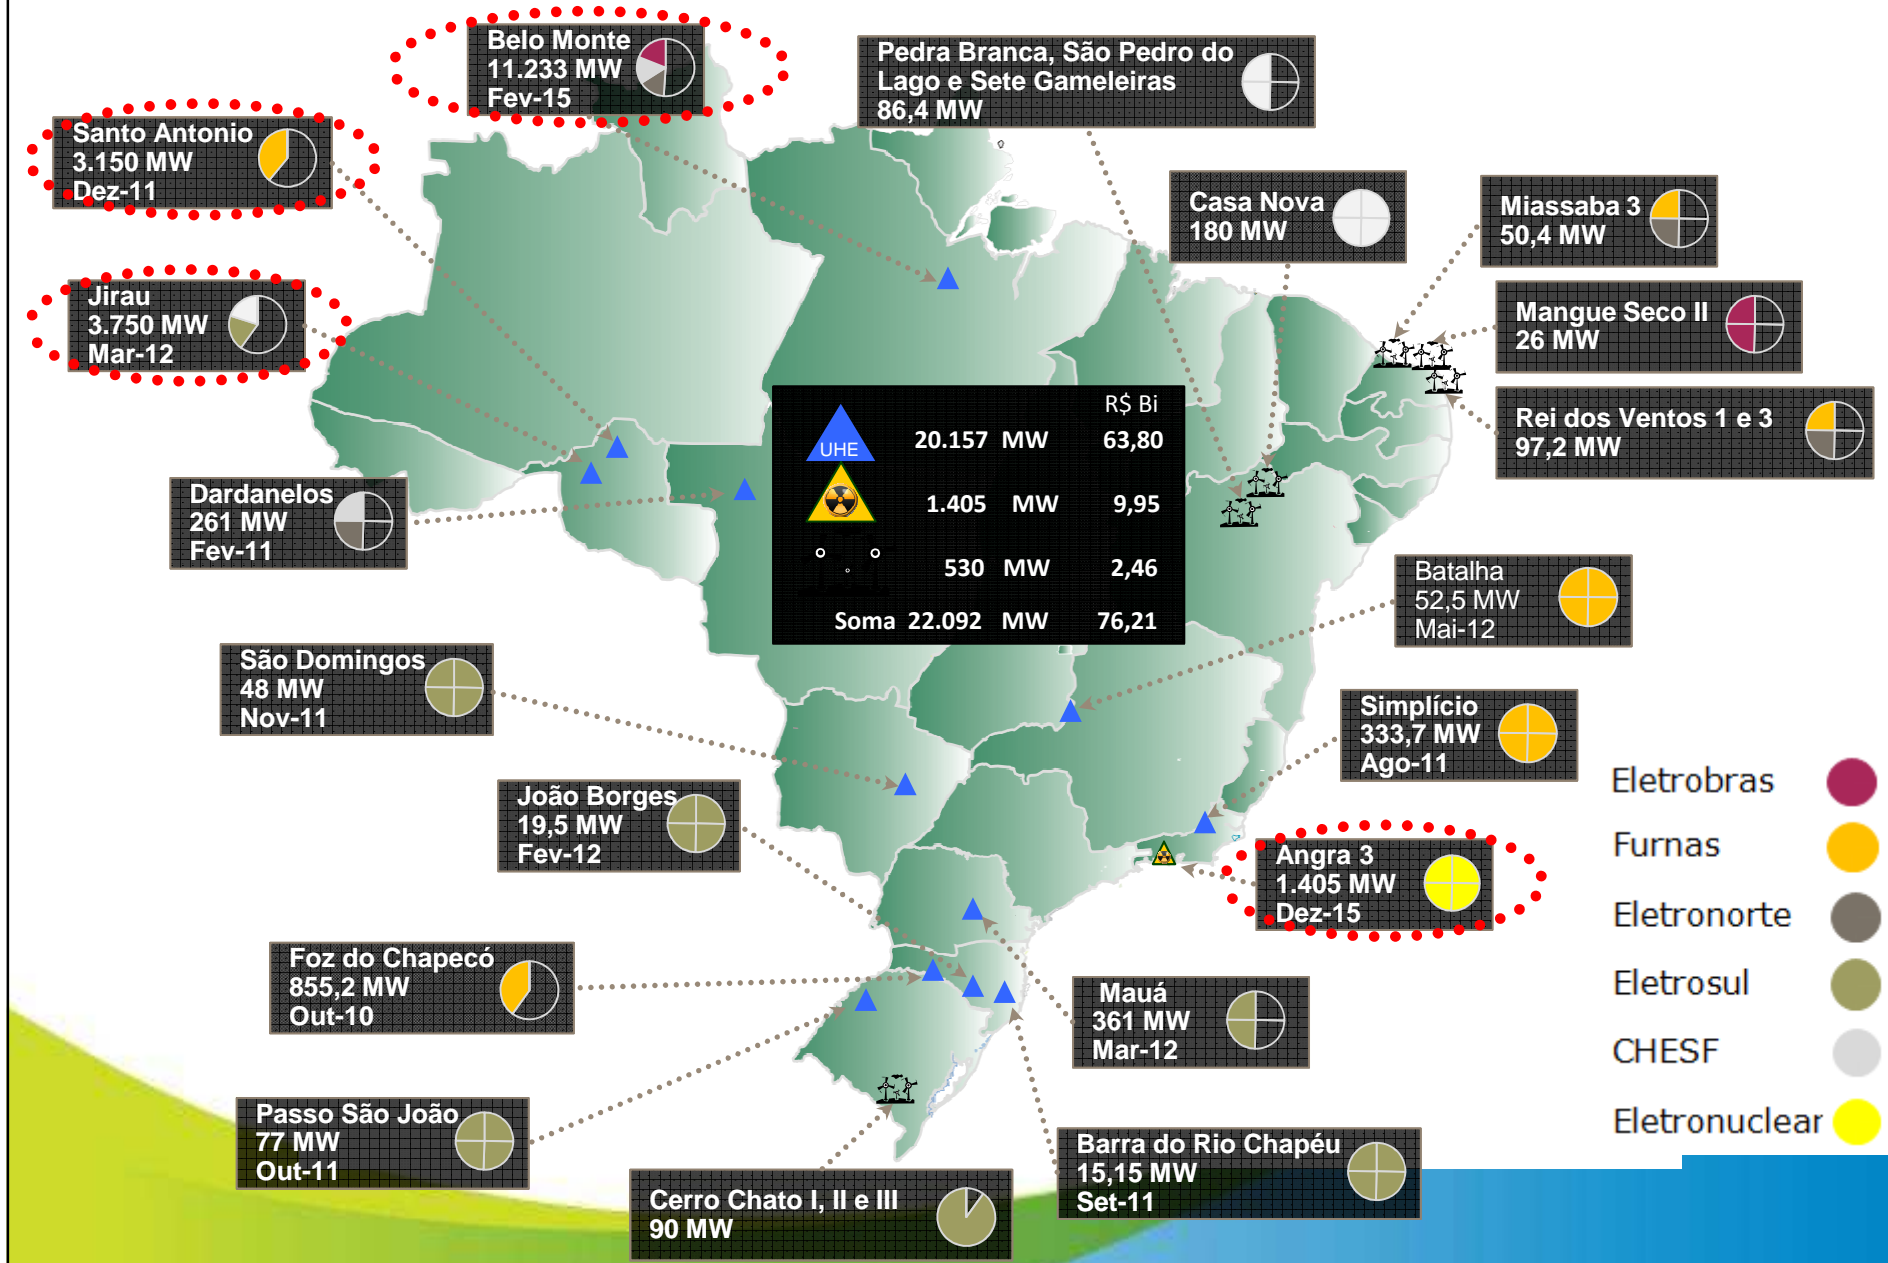 Belo Monte
11.233 MW
Fev-15
Pedra Branca, São Pedro do
Lago e Sete Gameleiras
86,4 MW
Santo Antonio
3.150 MW
Dez-11
Casa Nova
180 MW
Miassaba 3
50,4 MW
Jirau
3.750 MW
Mar-12
Mangue Seco II
26 MW
Rei dos Ventos 1 e 3
97,2 MW
R$ Bi
UHE 20.157 MW 63,80
1.405 MW 9,95
530 MW 2,46
Soma 22.092 MW 76,21
Dardanelos
261 MW
Fev-11
Batalha
52,5 MW
Mai-12
São Domingos
48 MW
Nov-11
Simplício
333,7 MW
Ago-11
João Borges
19,5 MW
Fev-12
Angra 3
1.405 MW
Dez-15
Foz do Chapecó
855,2 MW
Out-10
Mauá
361 MW
Mar-12
Passo São João
77 MW
Out-11
Barra do Rio Chapéu
15,15 MW
Set-11
Cerro Chato I, II e III
90 MW
Eletrobras
Furnas
Eletronorte
Eletrosul
CHESF
Eletronuclear